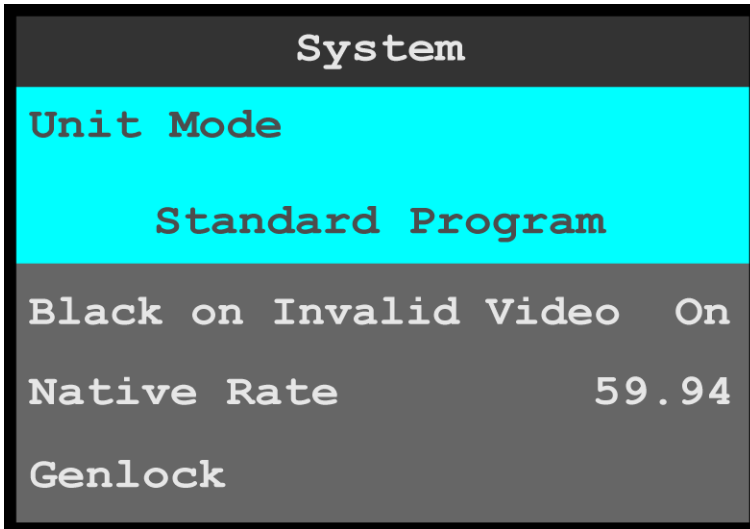 System
Unit Mode
Standard Program
Black on Invalid Video On
Native Rate 59.94
Genlock